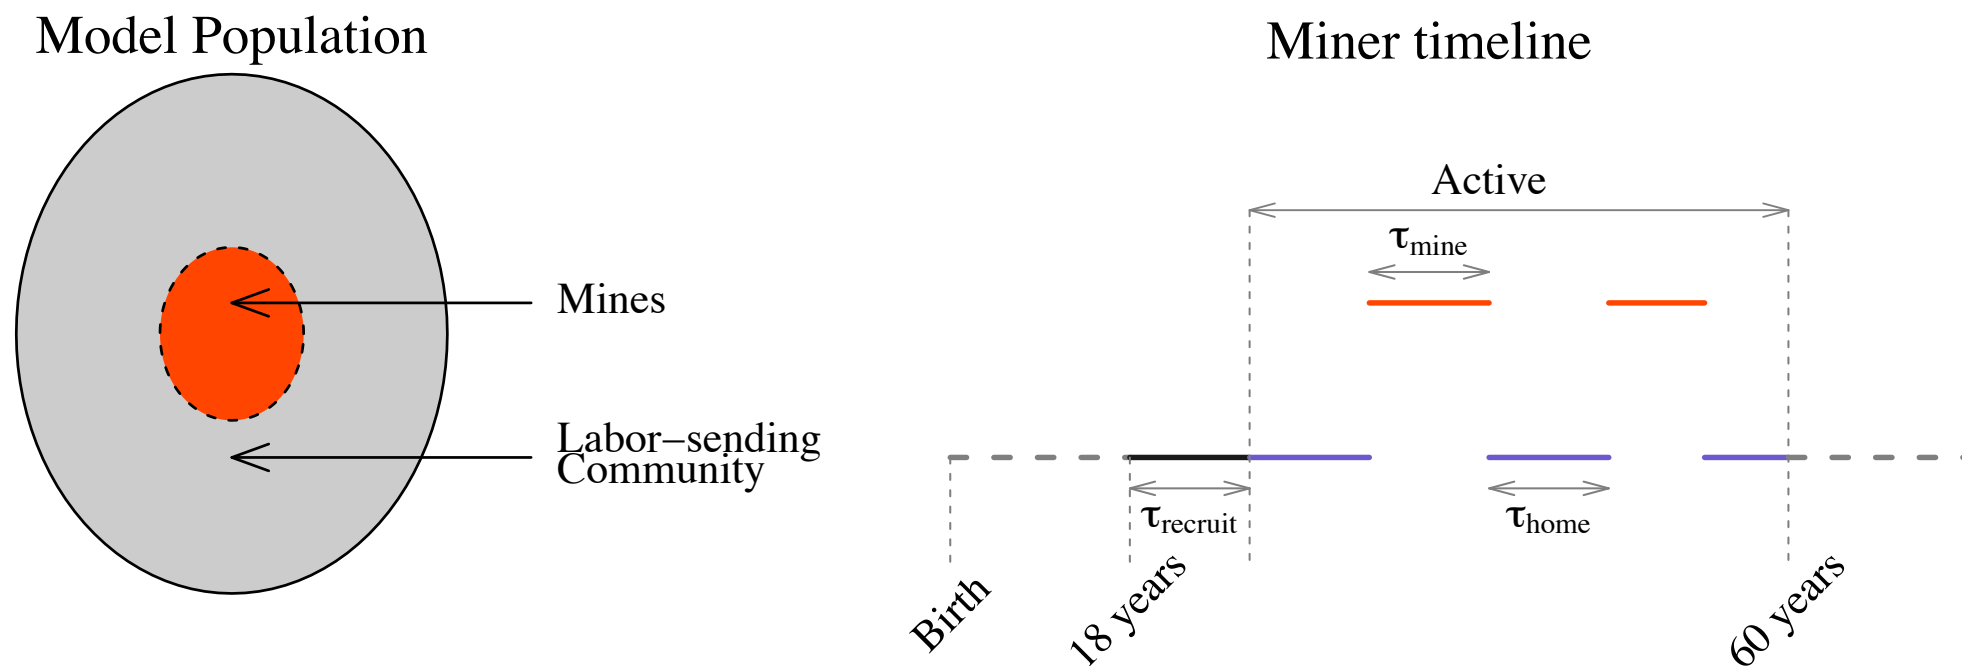 Model Population
Mines
Labor−sending
Community
Miner timeline
Active
τmine
τrecruit
τhome
Birth
18 years
60 years